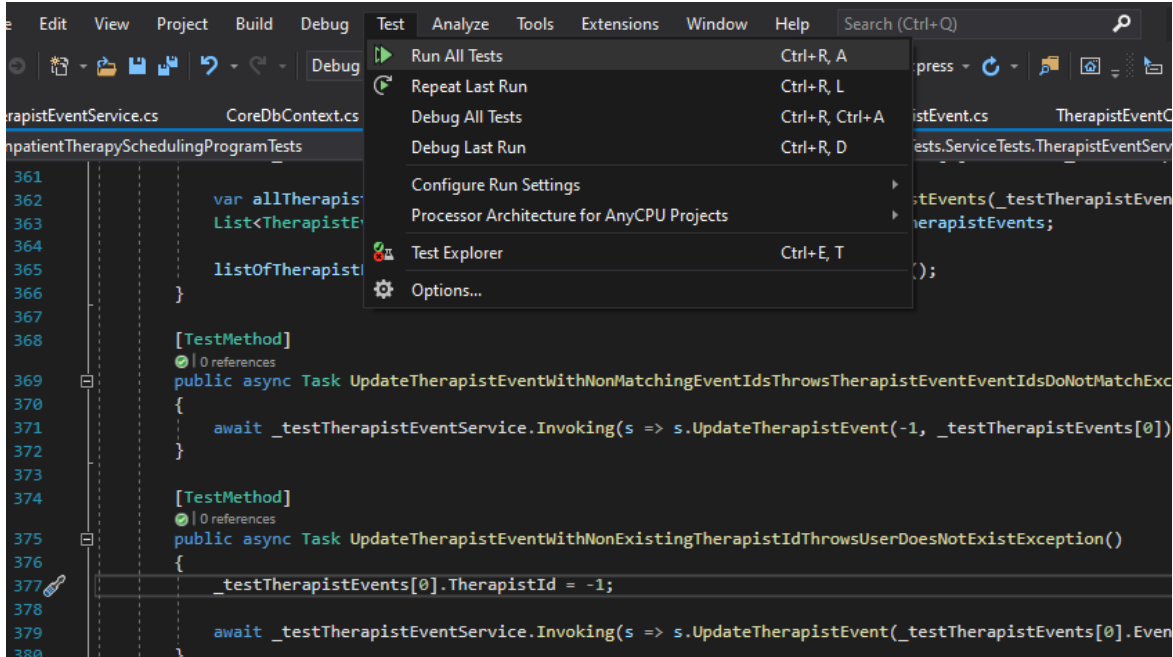 Edit View Project Build Debug Test Analyze Tools Extensions Window Help Search (Ctrl+Q)
Debug
Run All Tests Ctrl+R, A
Repeat Last Run Ctrl+R, L
Debug All Tests Ctrl+R, Ctrl+A
Debug Last Run Ctrl+R, D
Configure Run Settings
Processor Architecture for AnyCPU Projects
Test Explorer Ctrl+E, T
Options...
press
erapistEventService.cs CoreDbContext.cs istEvent.cs TherapistEventC
npatientTherapySchedulingProgramTests ests.ServiceTests.TherapistEventServ
361
362 var allTherapis stEvents(_testTherapistEven
363 List<TherapistEv erapistEvents;
364
365 listOfTherapist ();
366 }
367
368 [TestMethod]
0 references
369 public async Task UpdateTherapistEventWithNonMatchingEventIdsThrowsTherapistEventEventIdsDoNotMatchExc
370 {
371 await _testTherapistEventService.Invoking(s => s.UpdateTherapistEvent(-1, _testTherapistEvents[0])
372 }
373
374 [TestMethod]
0 references
375 public async Task UpdateTherapistEventWithNonExistingTherapistIdThrowsUserDoesNotExistException()
376 {
377 _testTherapistEvents[0].TherapistId = -1;
378
379 await _testTherapistEventService.Invoking(s => s.UpdateTherapistEvent(_testTherapistEvents[0].Even
380 }